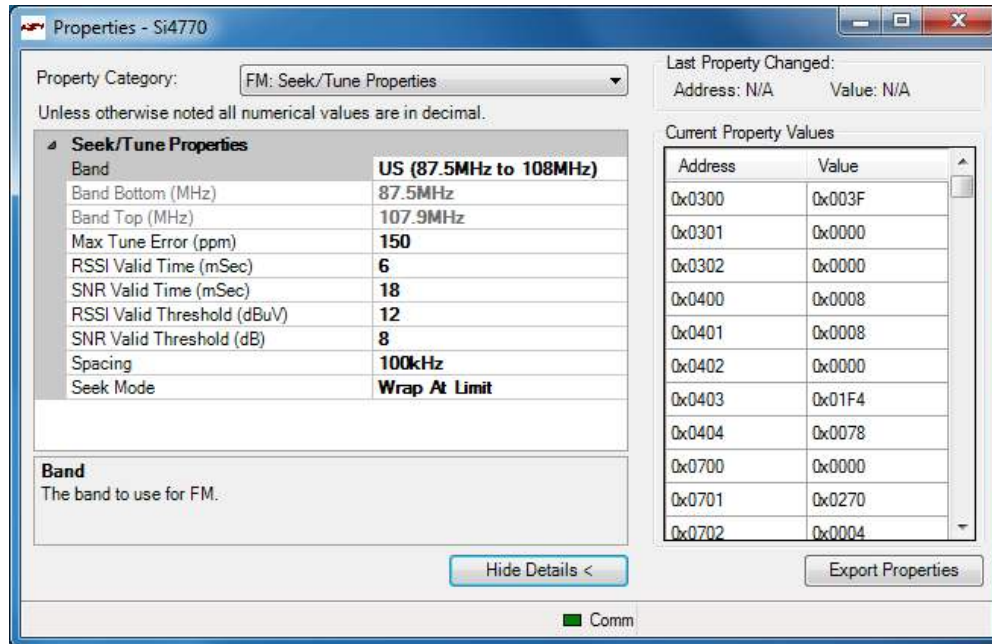 Properties - Si4770
Property Category: FM: Seek/Tune Properties
Unless otherwise noted all numerical values are in decimal.
Seek/Tune Properties
Band US (87.5MHz to 108MHz)
Band Bottom (MHz) 87.5MHz
Band Top (MHz) 107.9MHz
Max Tune Error (ppm) 150
RSSI Valid Time (mSec) 6
SNR Valid Time (mSec) 18
RSSI Valid Threshold (dBuV) 12
SNR Valid Threshold (dB) 8
Spacing 100kHz
Seek Mode Wrap At Limit
Band
The band to use for FM.
Hide Details <
Last Property Changed:
Address: N/A Value: N/A
Current Property Values
Address Value
0x0300 0x003F
0x0301 0x0000
0x0302 0x0000
0x0400 0x0008
0x0401 0x0008
0x0402 0x0000
0x0403 0x01F4
0x0404 0x0078
0x0700 0x0000
0x0701 0x0270
0x0702 0x0004
Export Properties
Comm